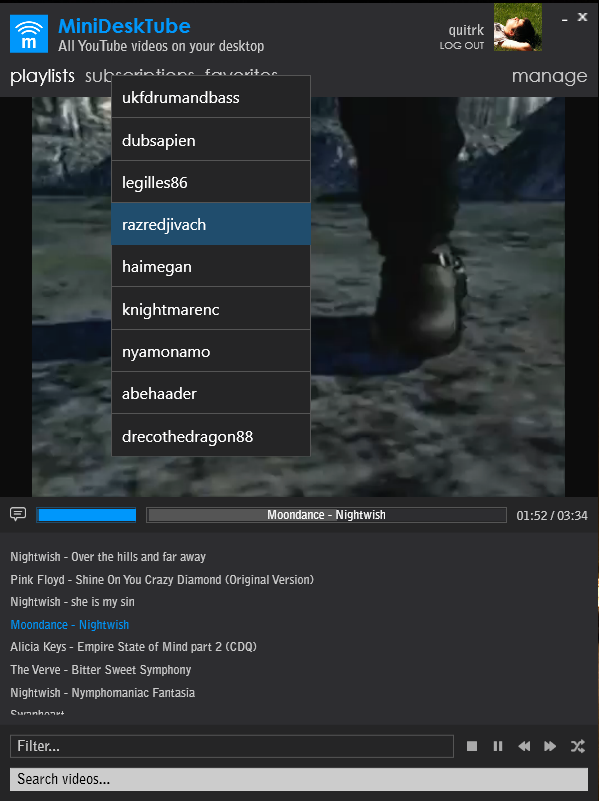 m
MiniDeskTube
All YouTube videos on your desktop
quitrk
LOG OUT
playlists subscriptions favorites manage
ukfdrumandbass
dubsapien
legilles86
razredjivach
haimegan
knightmarenc
nyamonamo
abehaader
drecothedragon88
Moondance - Nightwish 01:52 / 03:34
Nightwish - Over the hills and far away
Pink Floyd - Shine On You Crazy Diamond (Original Version)
Nightwish - she is my sin
Moondance - Nightwish
Alicia Keys - Empire State of Mind part 2 (CDQ)
The Verve - Bitter Sweet Symphony
Nightwish - Nymphomaniac Fantasia
Swanheart
Filter...
Search videos...